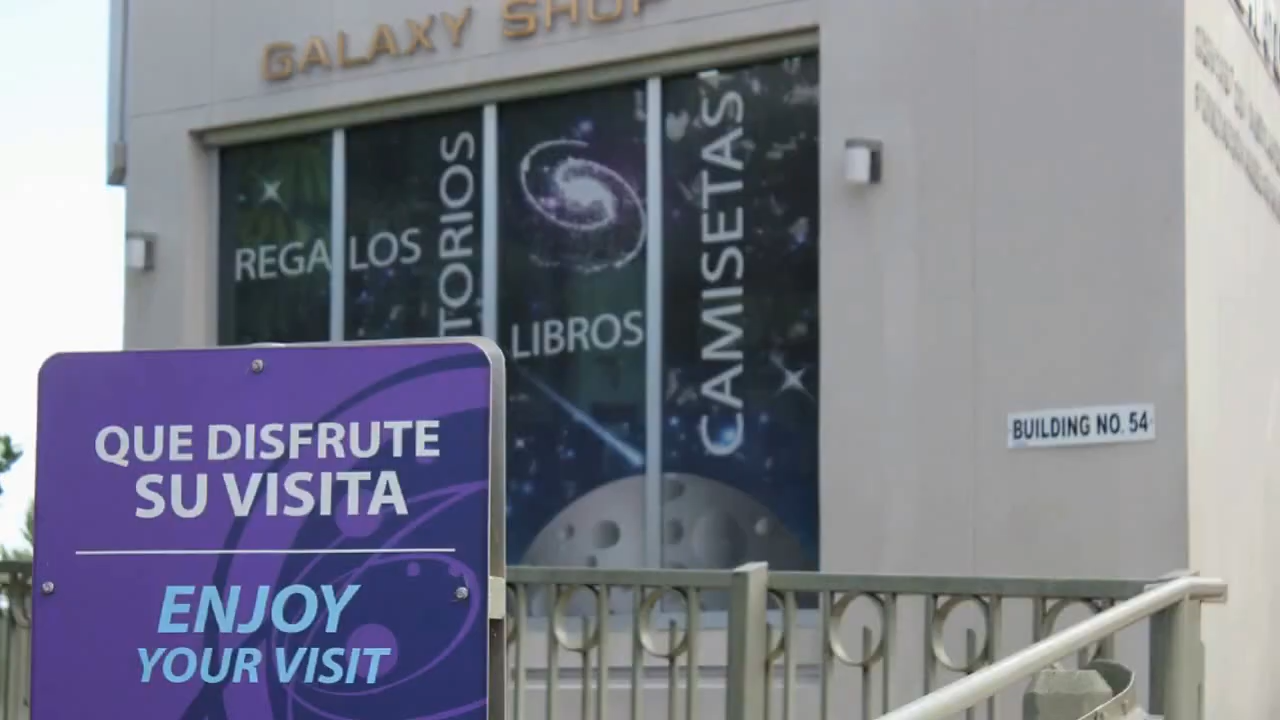 GALAXY SHOP
REGALOS
TORIOS
LIBROS
CAMISETAS
BUILDING NO. 54
QUE DISFRUTE
SU VISITA
ENJOY
YOUR VISIT